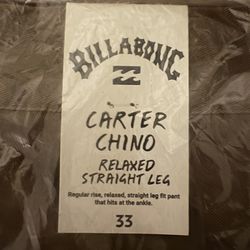 BILLABONG
CARTER
CHINO
RELAXED
STRAIGHT LEG
Regular rise, relaxed, straight leg fit pant
that hits at the ankle.
33